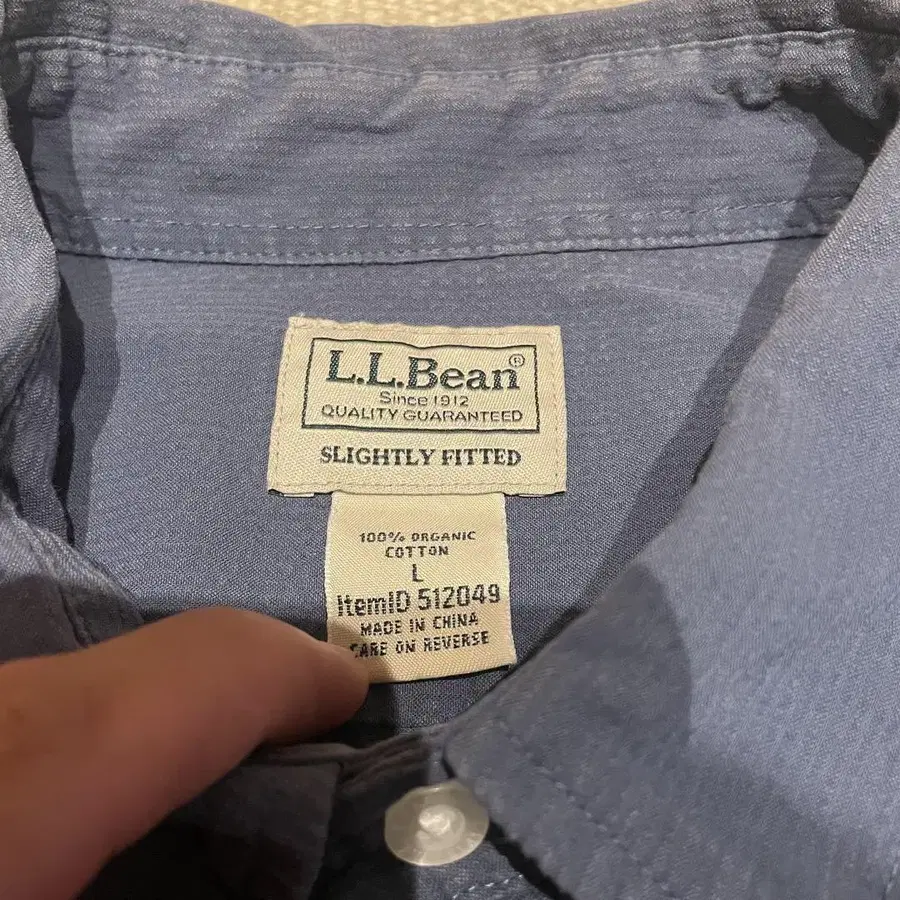 L.L.Bean®
Since 1912
QUALITY GUARANTEED
SLIGHTLY FITTED
100% ORGANIC
COTTON
L
ItemID 512049
MADE IN CHINA
CARE ON REVERSE